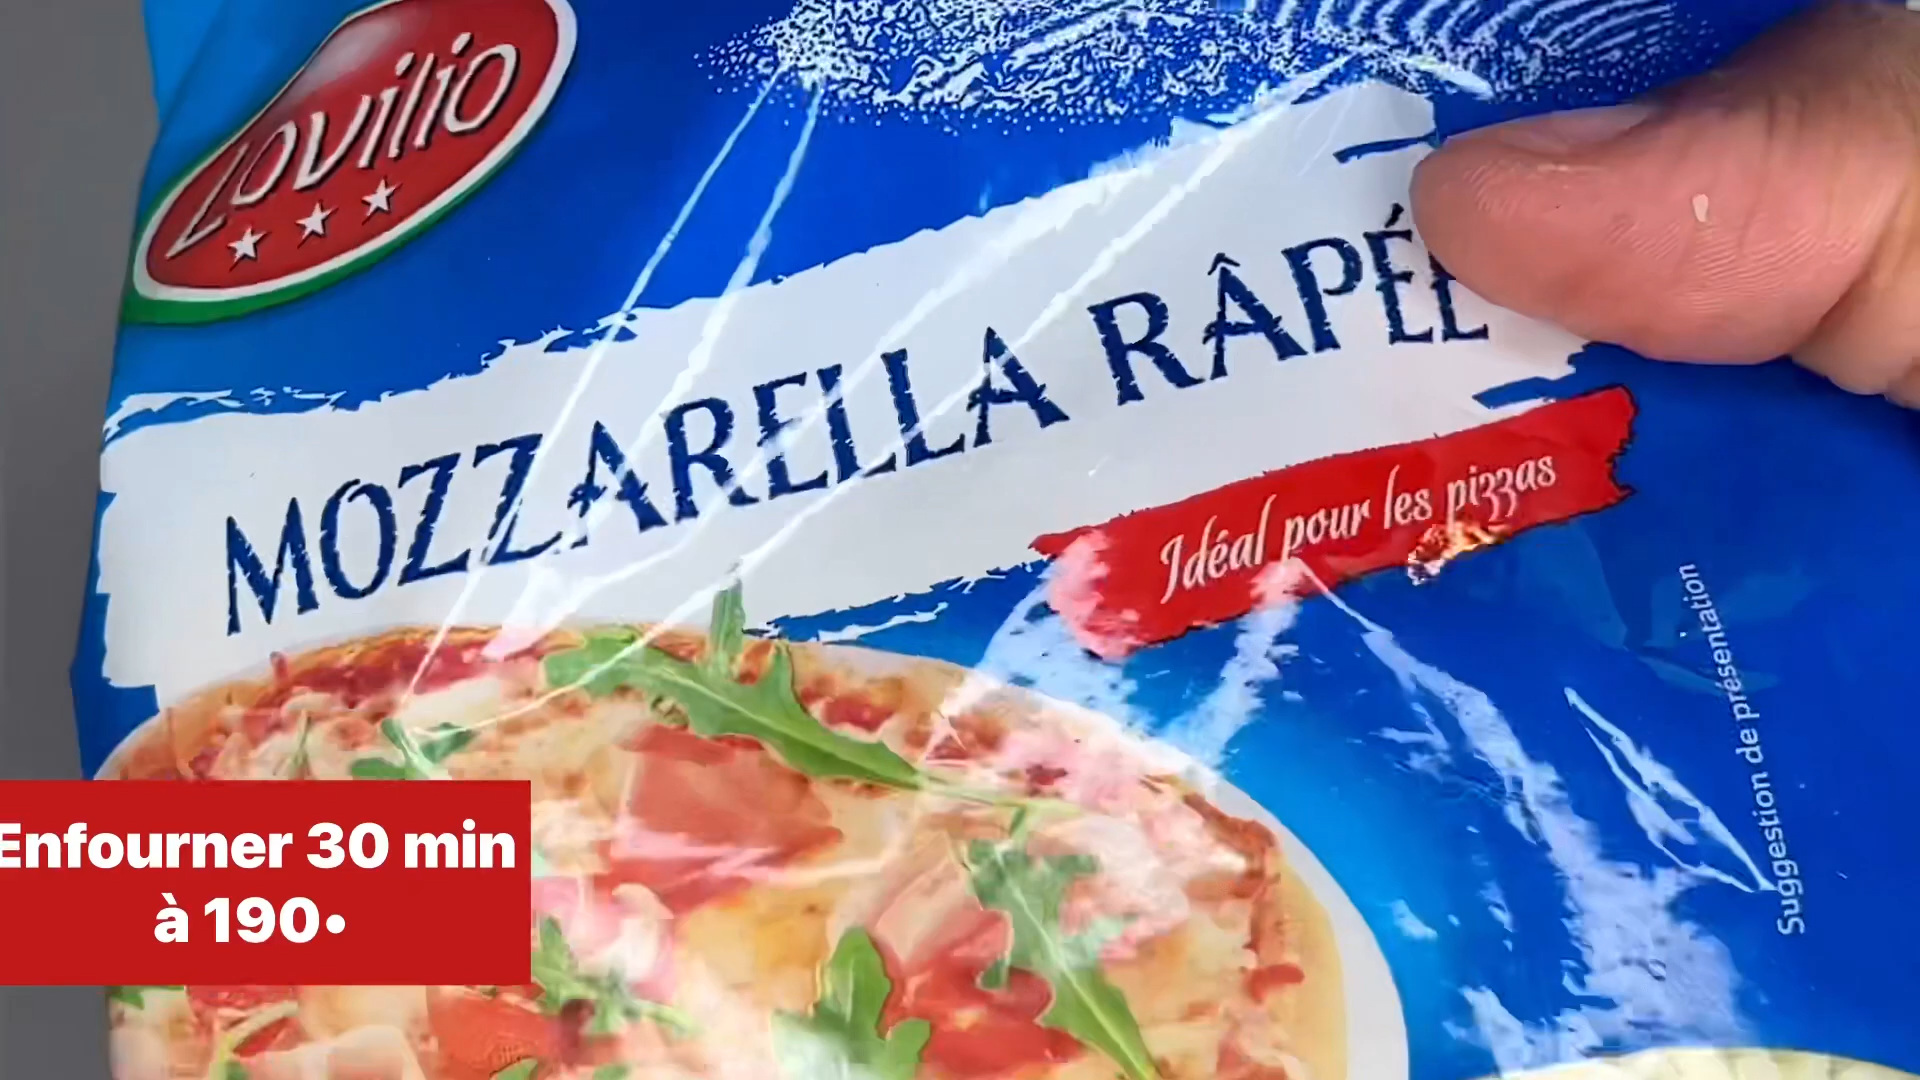 Lovilio
MOZZARELLA RÂPÉE
Idéal pour les pizzas
Suggestion de présentation
Enfourner 30 min
à 190•